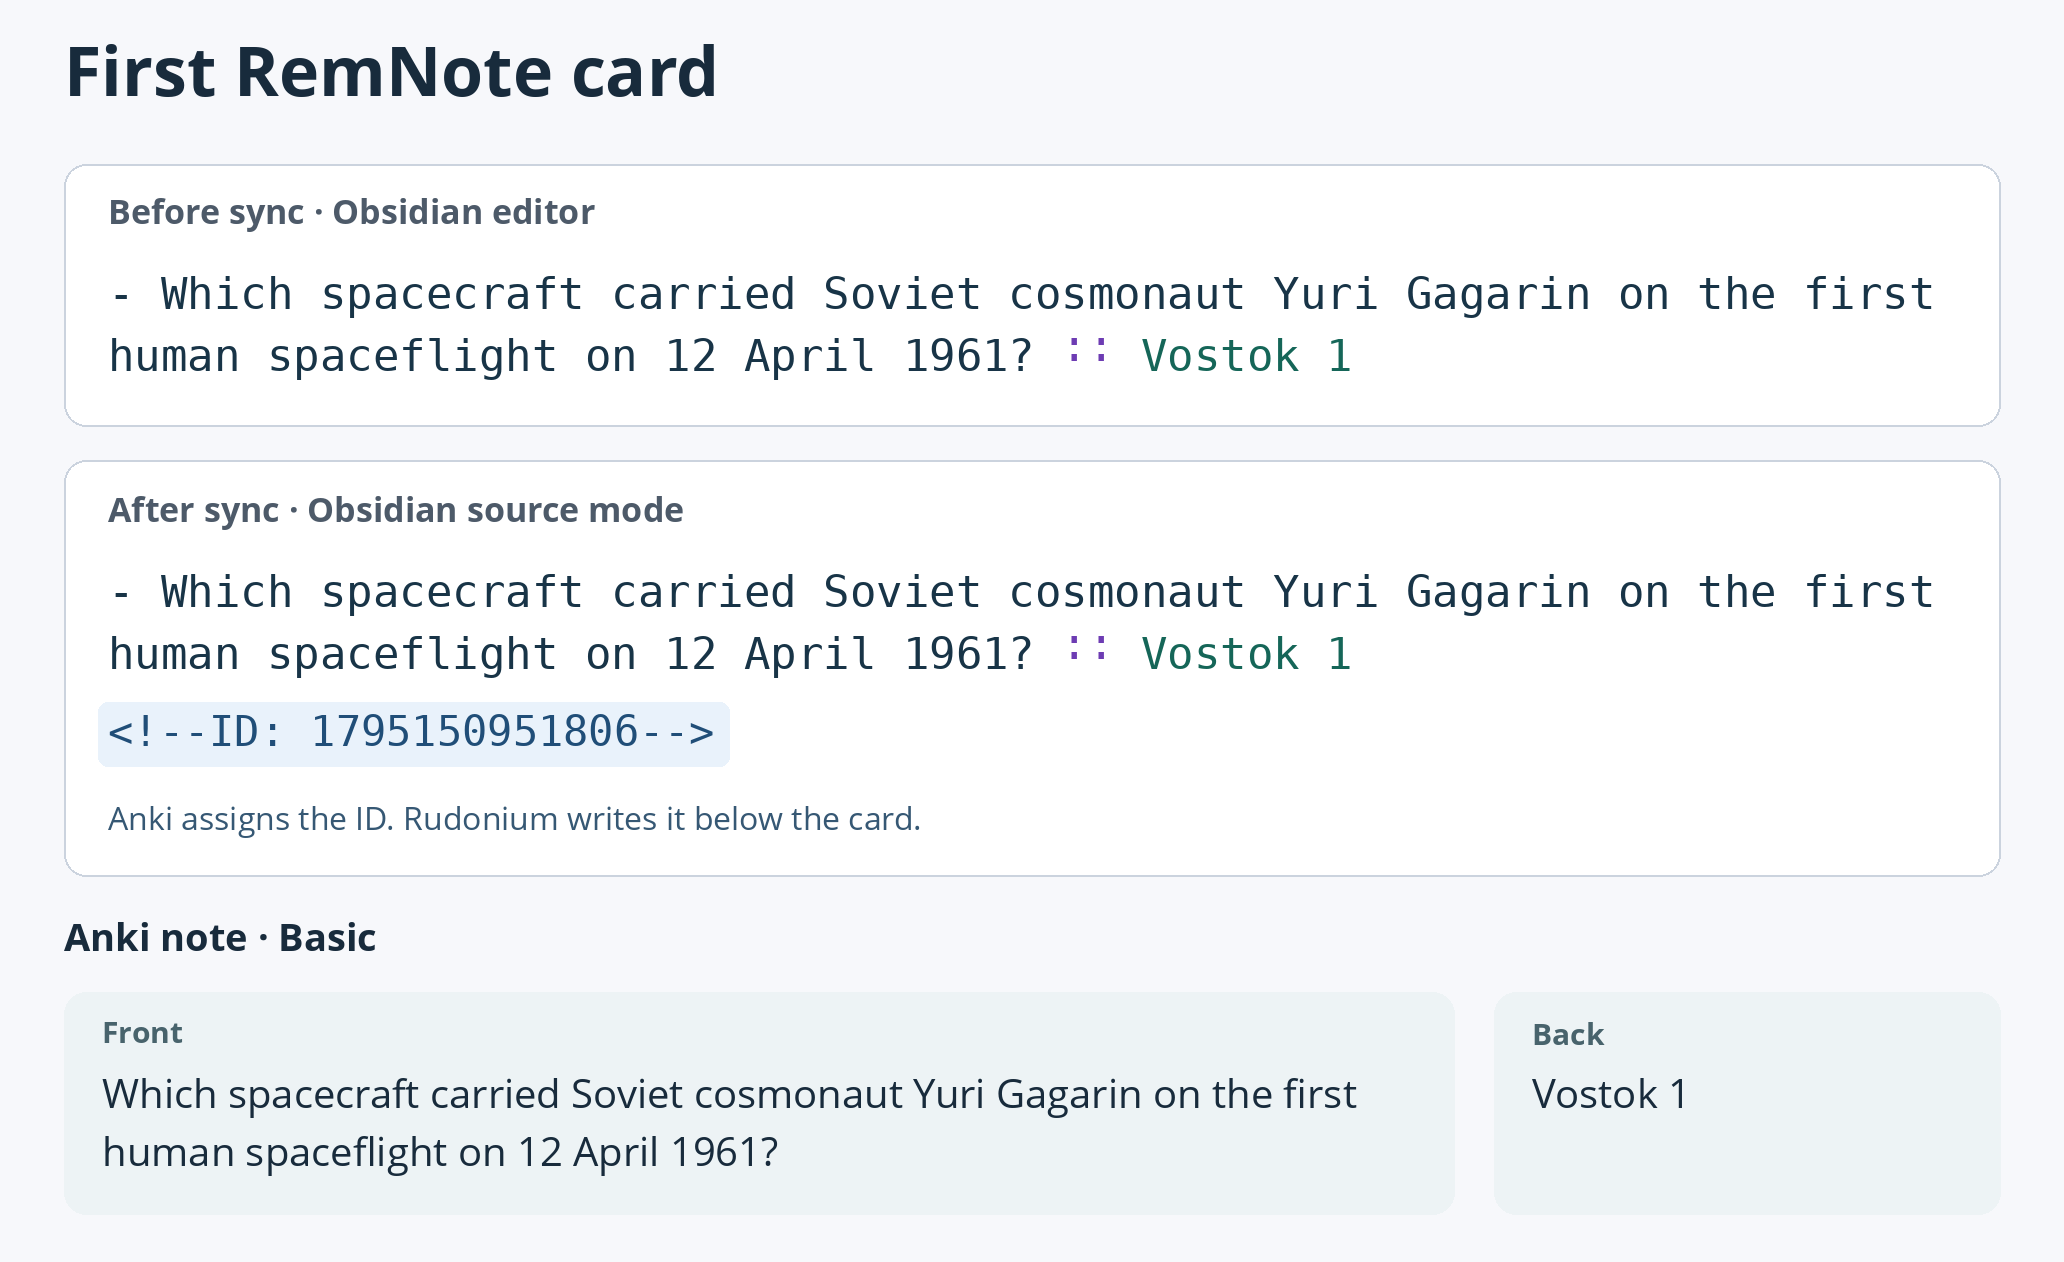 First RemNote card
Before sync · Obsidian editor
- Which spacecraft carried Soviet cosmonaut Yuri Gagarin on the first
human spaceflight on 12 April 1961? :: Vostok 1
After sync · Obsidian source mode
- Which spacecraft carried Soviet cosmonaut Yuri Gagarin on the first
human spaceflight on 12 April 1961? :: Vostok 1
<!--ID: 1795150951806-->
Anki assigns the ID. Rudonium writes it below the card.
Anki note · Basic
Front
Which spacecraft carried Soviet cosmonaut Yuri Gagarin on the first
human spaceflight on 12 April 1961?
Back
Vostok 1